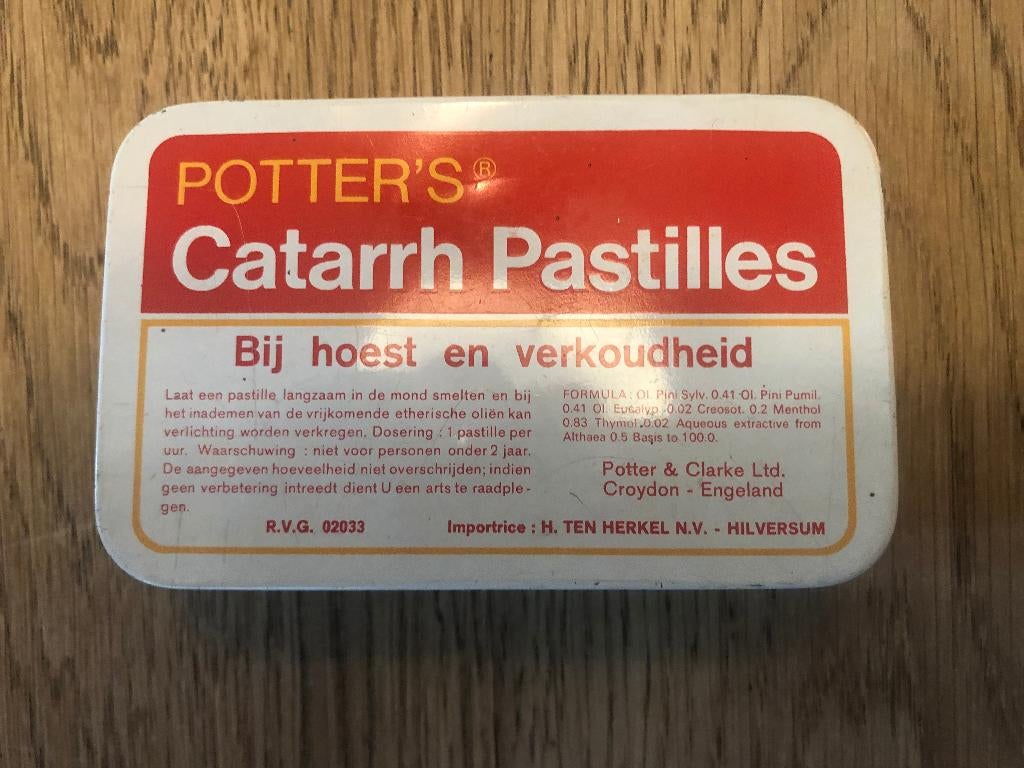 POTTER'S®
Catarrh Pastilles
Bij hoest en verkoudheid
Laat een pastille langzaam in de mond smelten en bij
het inademen van de vrijkomende etherische oliën kan
verlichting worden verkregen. Dosering : 1 pastille per
uur. Waarschuwing : niet voor personen onder 2 jaar.
De aangegeven hoeveelheid niet overschrijden; indien
geen verbetering intreedt dient U een arts te raadple-
gen.
FORMULA : Ol. Pini Sylv. 0.41 Ol. Pini Pumil.
0.41 Ol. Eucalyp. 0.02 Creosot. 0.2 Menthol
0.83 Thymol 0.02 Aqueous extractive from
Althaea 0.5 Basis to 100.0.
Potter & Clarke Ltd.
Croydon - Engeland
R.V.G. 02033
Importrice : H. TEN HERKEL N.V. - HILVERSUM